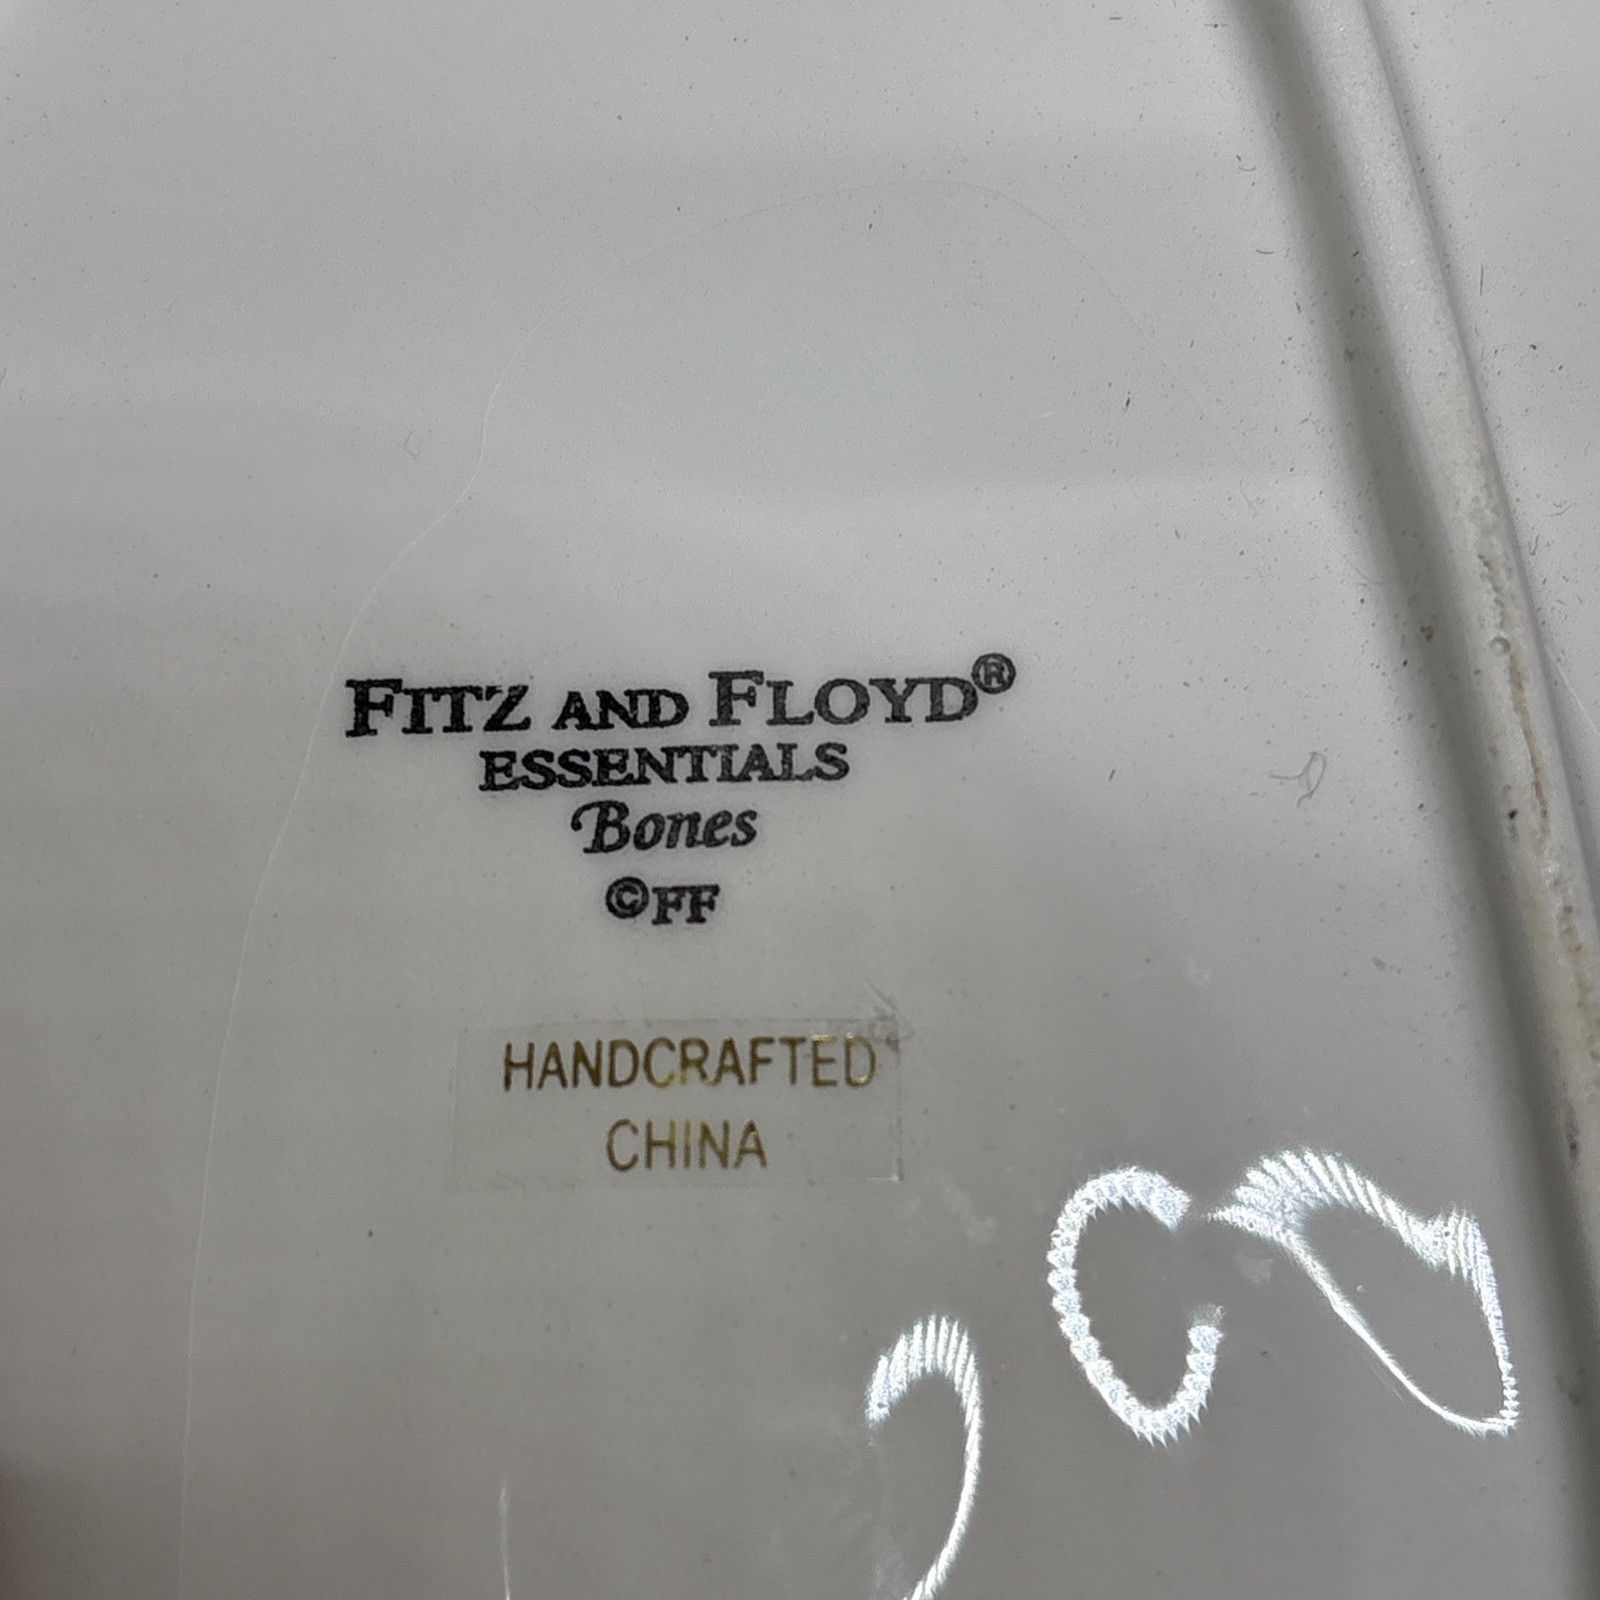 FITZ AND FLOYD®
ESSENTIALS
Bones
©FF
HANDCRAFTED
CHINA